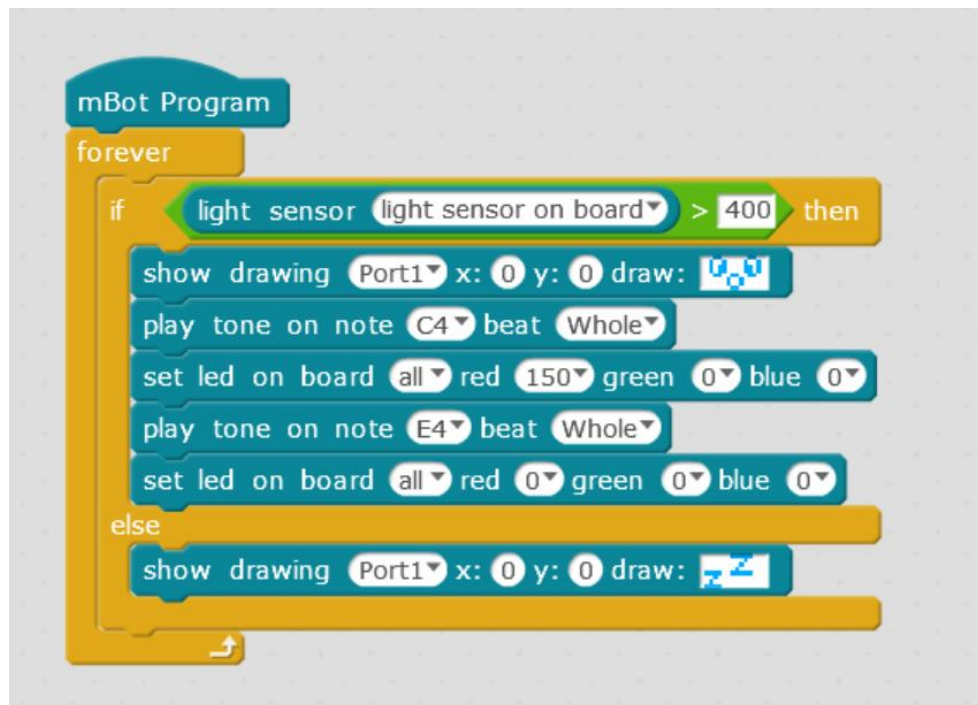 mBot Program
forever
if light sensor light sensor on board > 400 then
show drawing Port1 x: 0 y: 0 draw:
play tone on note C4 beat Whole
set led on board all red 150 green 0 blue 0
play tone on note E4 beat Whole
set led on board all red 0 green 0 blue 0
else
show drawing Port1 x: 0 y: 0 draw: z Z